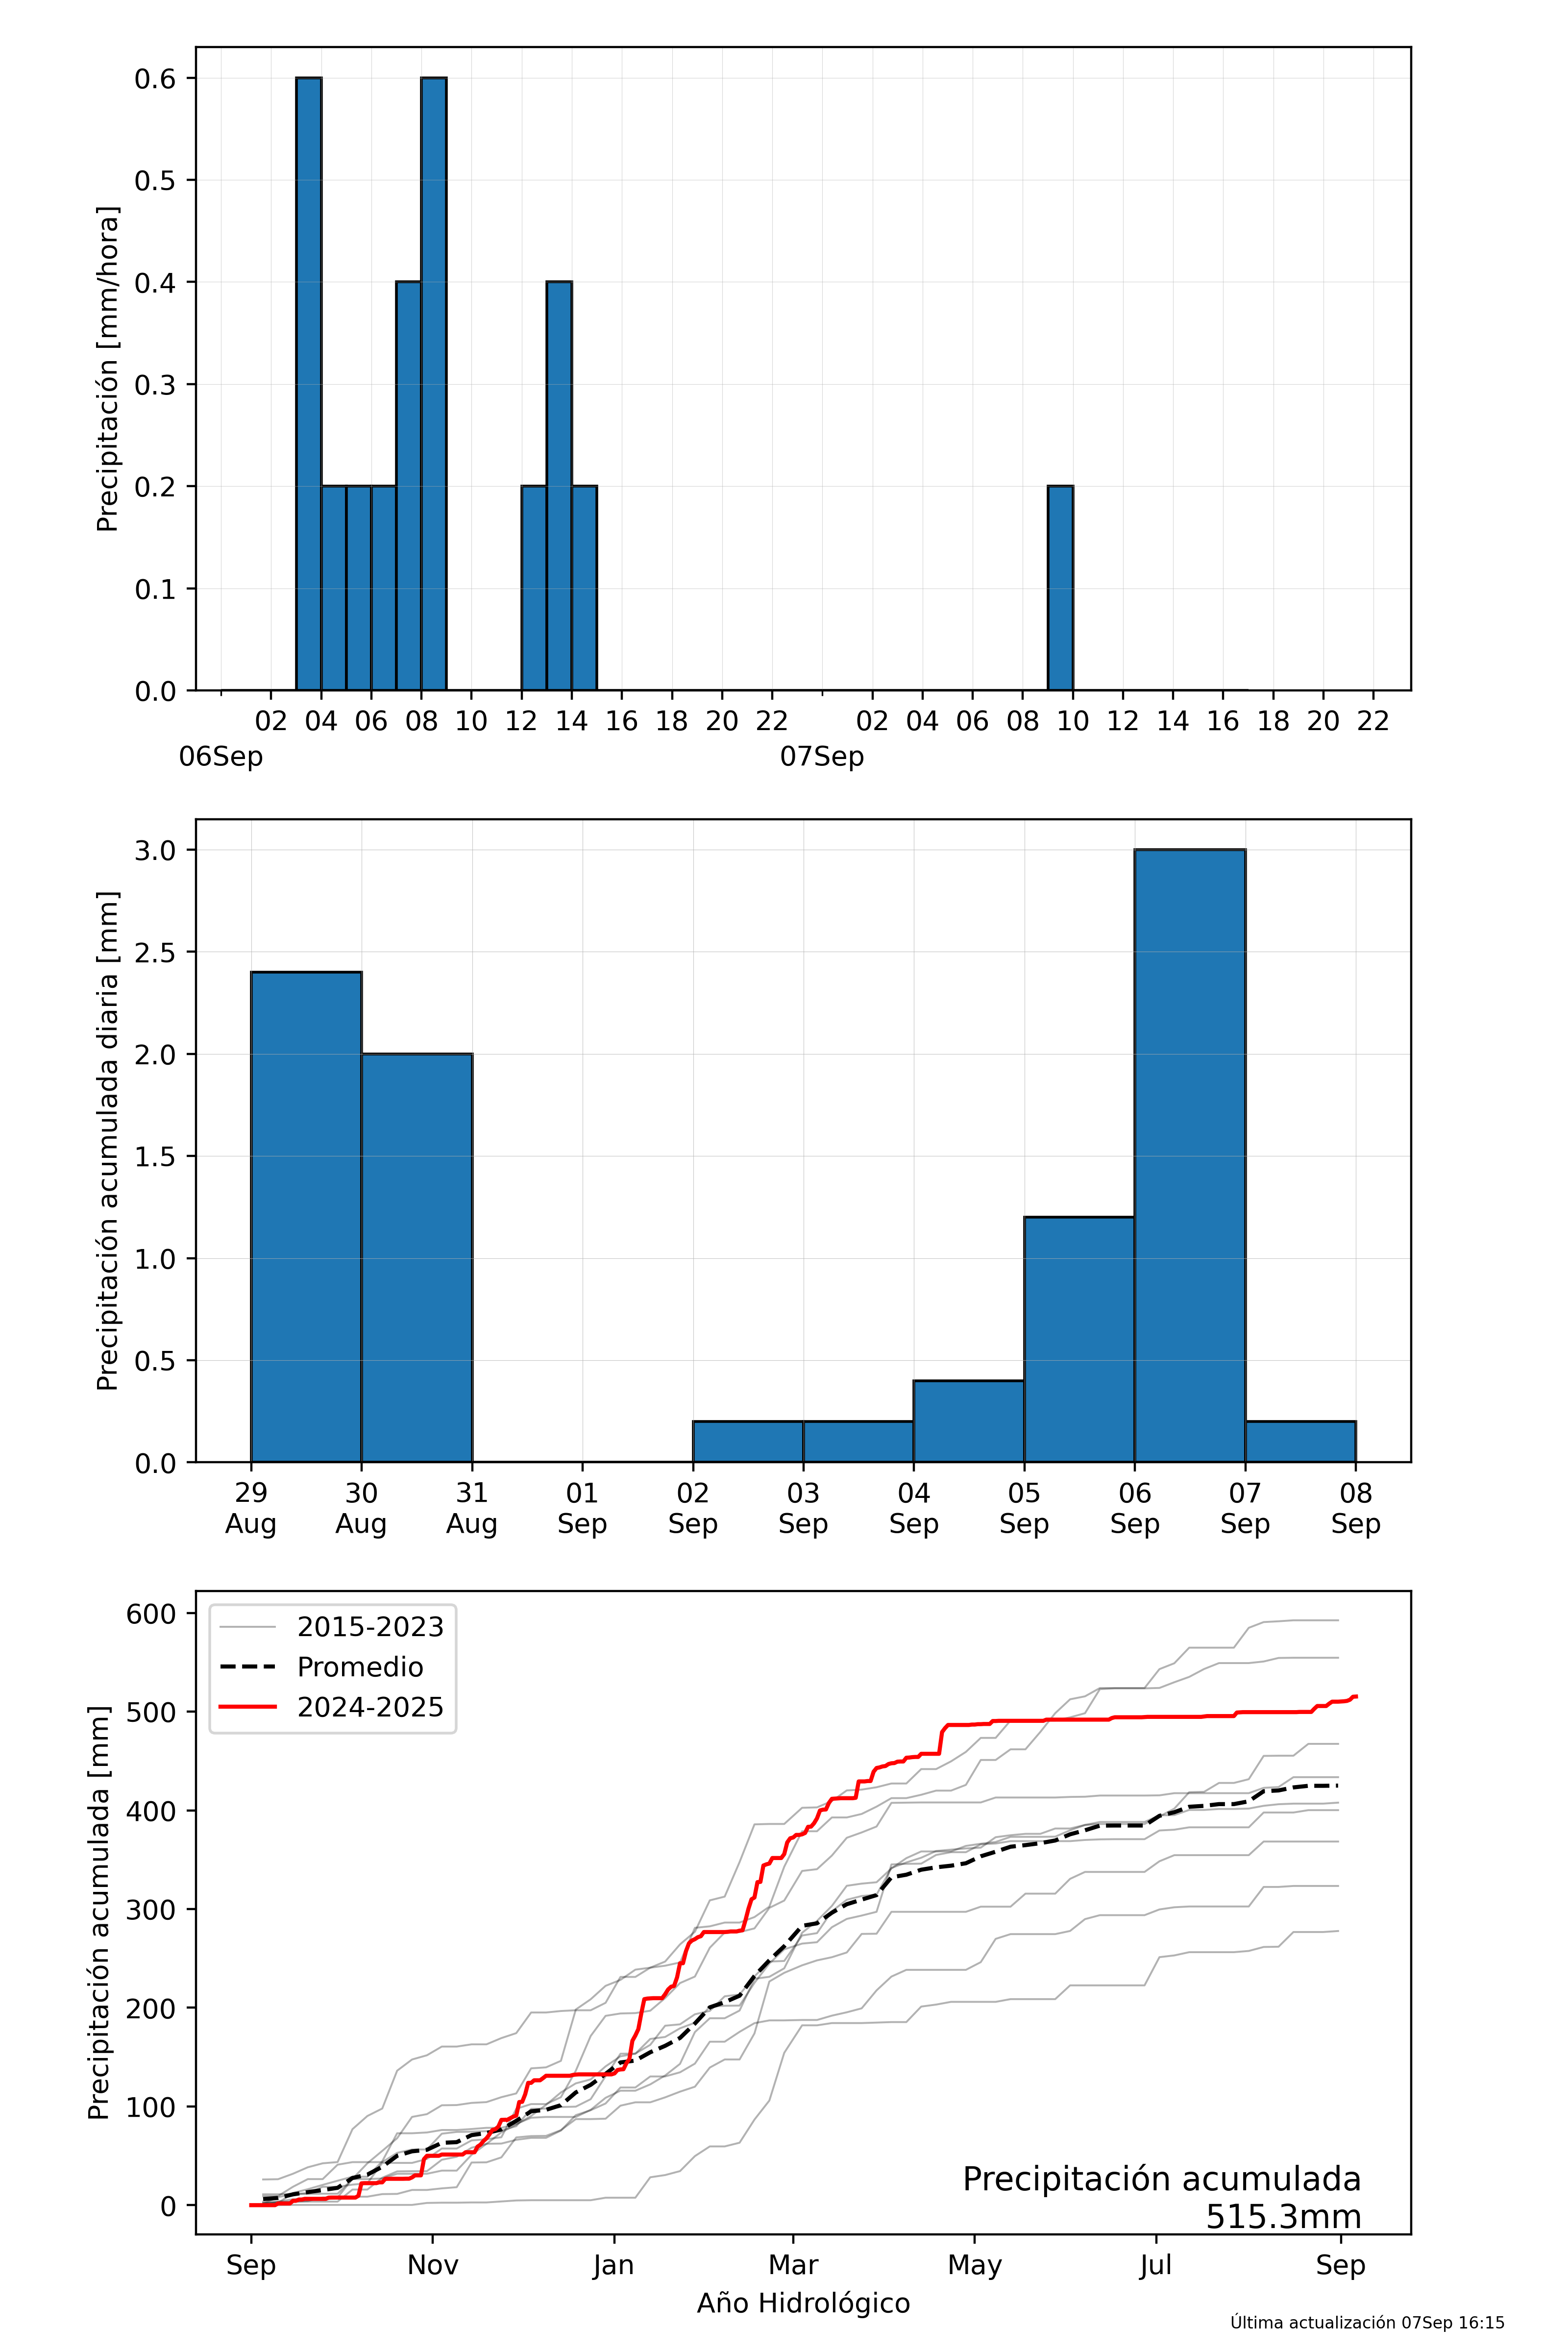 0.6
0.5
0.4
0.3
0.2
0.1
0.0
Precipitación [mm/hora]
02 04 06 08 10 12 14 16 18 20 22 02 04 06 08 10 12 14 16 18 20 22
06Sep 07Sep
3.0
2.5
2.0
1.5
1.0
0.5
0.0
Precipitación acumulada diaria [mm]
29 30 31 01 02 03 04 05 06 07 08
Aug Aug Aug Sep Sep Sep Sep Sep Sep Sep Sep
600
500
400
300
200
100
0
Precipitación acumulada [mm]
2015-2023
Promedio
2024-2025
Precipitación acumulada
515.3mm
Sep Nov Jan Mar May Jul Sep
Año Hidrológico
Última actualización 07Sep 16:15